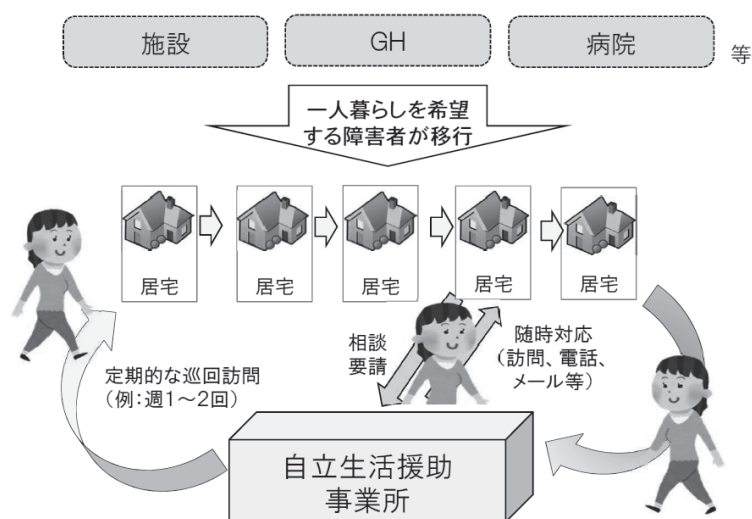 施設
GH
病院
等
一人暮らしを希望
する障害者が移行
居宅
居宅
居宅
居宅
居宅
定期的な巡回訪問
（例：週1～2回）
相談
要請
随時対応
（訪問、電話、
メール等）
自立生活援助
事業所